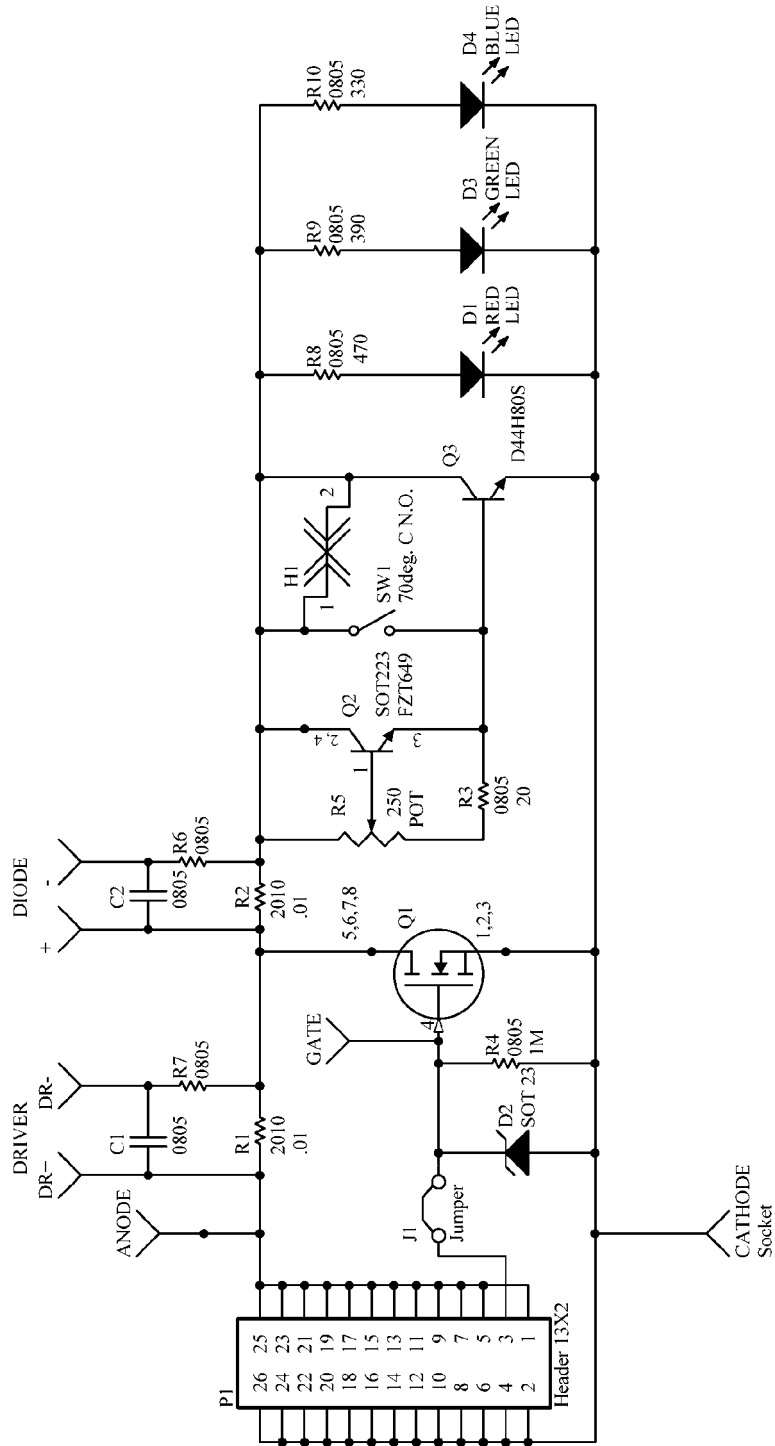 DRIVER
DR–
DR-
C1
0805
R7
0805
R1
2010
.01
ANODE
DIODE
+
-
C2
0805
R6
0805
R2
2010
.01
P1
26 25
24 23
22 21
20 19
18 17
16 15
14 13
12 11
10 9
8 7
6 5
4 3
2 1
Header 13X2
J1
Jumper
GATE
4
5,6,7,8
Q1
1,2,3
D2
SOT 23
R4
0805
1M
R5
250
POT
R3
0805
20
2,4
Q2
1
3
SOT223
FZT649
H1
1
2
SW1
70deg. C N.O.
Q3
D44H80S
R8
0805
470
D1
RED
LED
R9
0805
390
D3
GREEN
LED
R10
0805
330
D4
BLUE
LED
CATHODE
Socket